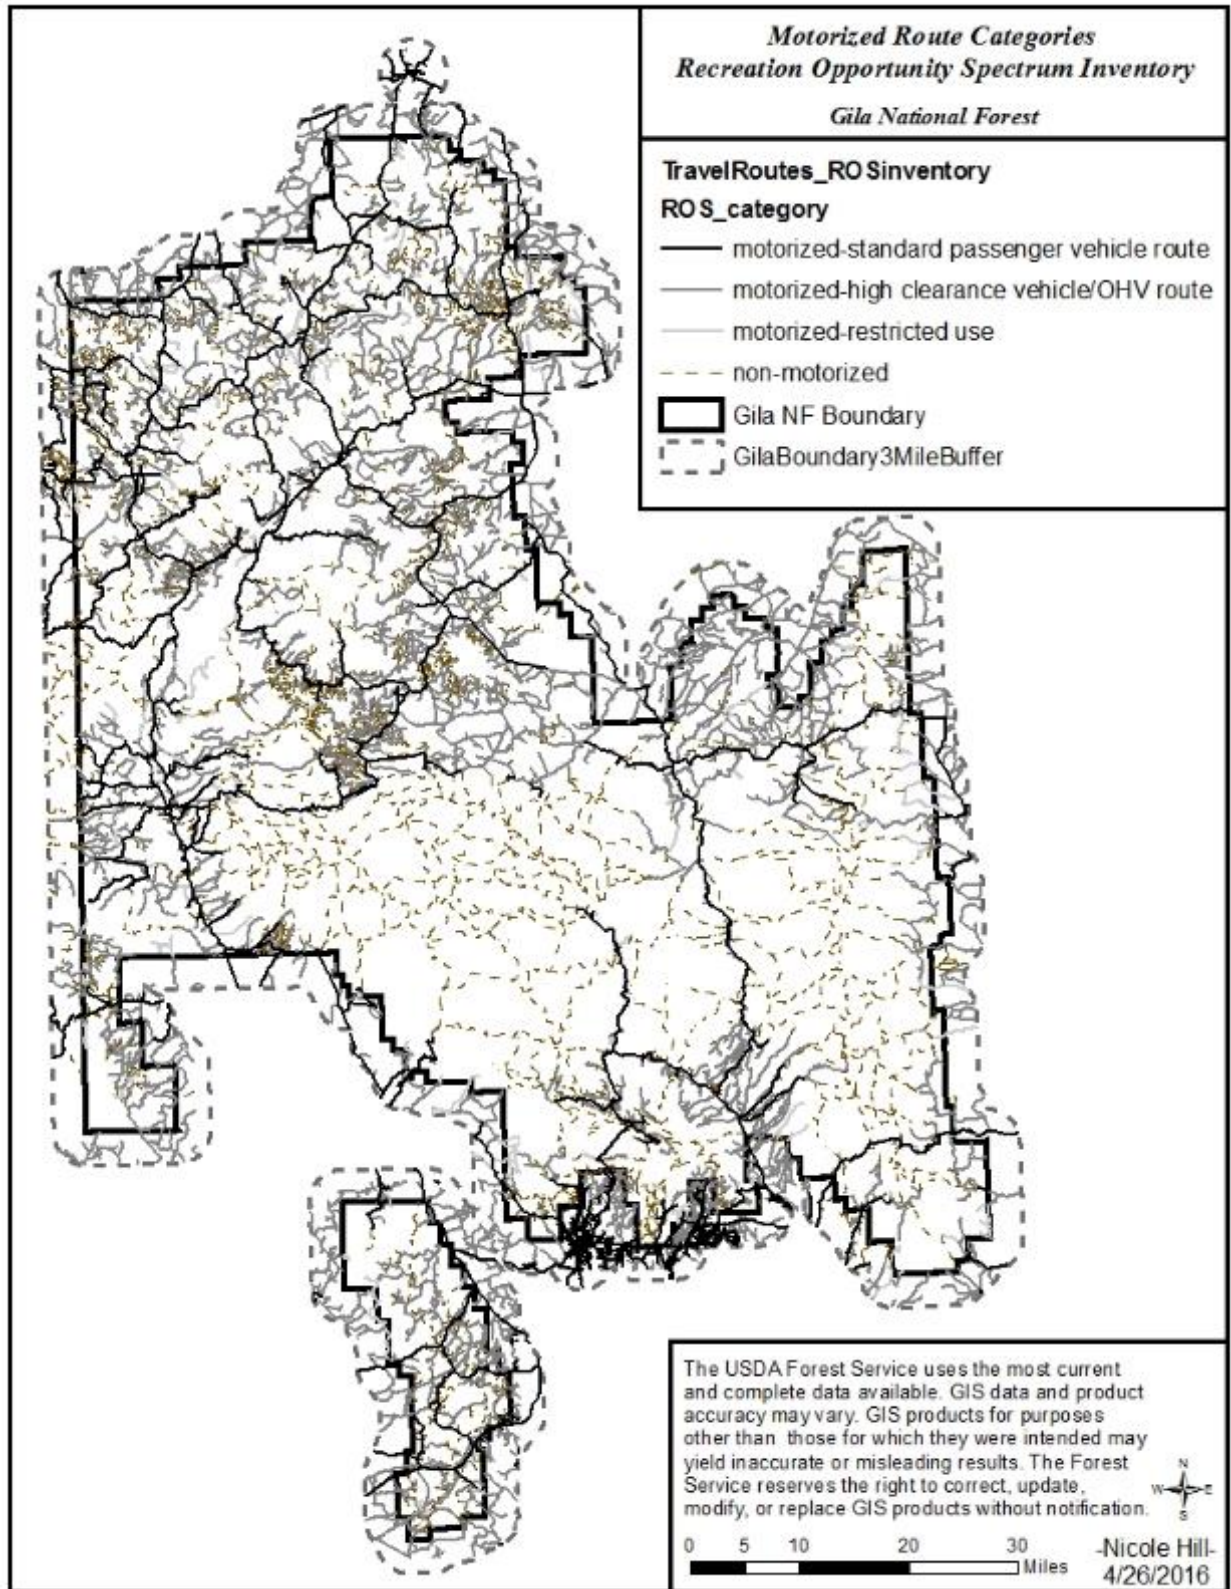 Motorized Route Categories
Recreation Opportunity Spectrum Inventory
Gila National Forest
TravelRoutes_ROSinventory
ROS_category
motorized-standard passenger vehicle route
motorized-high clearance vehicle/OHV route
motorized-restricted use
non-motorized
Gila NF Boundary
GilaBoundary3MileBuffer
The USDA Forest Service uses the most current
and complete data available. GIS data and product
accuracy may vary. GIS products for purposes
other than those for which they were intended may
yield inaccurate or misleading results. The Forest
Service reserves the right to correct, update,
modify, or replace GIS products without notification.
N
W E
S
0 5 10 20 30
Miles
-Nicole Hill-
4/26/2016